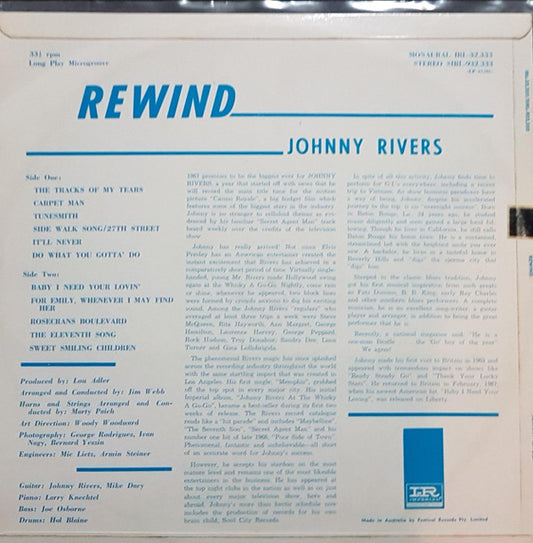 33⅓ rpm
Long Play Microgroove
MONAURAL IRL-32,333
STEREO SIRL-932,333
REWIND
JOHNNY RIVERS
Side One:
THE TRACKS OF MY TEARS
CARPET MAN
TUNESMITH
SIDE WALK SONG/27TH STREET
IT'LL NEVER
DO WHAT YOU GOTTA' DO
Side Two:
BABY I NEED YOUR LOVIN'
FOR EMILY, WHENEVER I MAY FIND
HER
ROSECRANS BOULEVARD
THE ELEVENTH SONG
SWEET SMILING CHILDREN
Produced by: Lou Adler
Arranged and Conducted by: Jim Webb
Horns and Strings Arranged and Con-
ducted by: Marty Paich
Art Direction: Woody Woodward
Photography: George Rodriguez, Ivan
Nagy, Bernard Yeszin
Engineers: Mic Lietz, Armin Steiner
Guitar: Johnny Rivers, Mike Deasy
Piano: Larry Knechtel
Bass: Joe Osborne
Drums: Hal Blaine
1967 promises to be the biggest ever for JOHNNY
RIVERS, a year that started off with news that he
will record the main title tune for the motion
picture "Casino Royale", a big budget film which
features some of the biggest stars in the industry.
Johnny is no stranger to celluloid themes as evi-
denced by his familiar "Secret Agent Man" track
heard weekly over the credits of the television
show.
Johnny has really arrived! Not since Elvis
Presley has an American entertainer created the
instant excitement that Rivers has achieved in a
comparatively short period of time. Virtually single-
handed, young Mr. Rivers made Hollywood swing
again at the Whisky A Go-Go. Nightly, come rain
or shine, whenever he appeared, two block lines
were formed by crowds anxious to dig his exciting
sound. Among the Johnny Rivers "regulars" who
averaged at least three trips a week were Steve
McQueen, Rita Hayworth, Ann Margret, George
Hamilton, Laurence Harvey, George Peppard,
Rock Hudson, Troy Donahue, Sandra Dee, Lana
Turner and Gina Lollobrigida.
The phenomenal Rivers magic has since splashed
across the recording industry throughout the world
with the same startling impact that was created in
Los Angeles. His first single, "Memphis", grabbed
off the top spot in every major city. His initial
Imperial album, "Johnny Rivers At The Whisky
A Go-Go", became a best-seller during its first two
weeks of release. The Rivers record catalogue
reads like a "hit parade" and includes "Maybelline"
"The Seventh Son", "Secret Agent Man" and his
number one hit of late 1966, "Poor Side of Town".
Phenomenal, fantastic and unbelievable—all short
of an accurate word for Johnny's success.
However, he accepts his stardom on the most
mature level and remains one of the most likeable
entertainers in the business. He has appeared at
the top night clubs in the nation as well as on just
about every major television show, here and
abroad. Johnny's more than hectic schedule now
includes the production of records for his own
brain child, Soul City Records.
In spite of all this activity, Johnny finds time to
perform for G.I.'s everywhere, including a recent
trip to Vietnam. As show business prevalence have
a way of being, Johnny, despite his accelerated
journey to the top, is no "overnight success". Born
in Baton Rouge, La. 24 years ago, he studied
music diligently and soon gained a large local fol-
lowing. Though he lives in California, he still calls
Baton Rouge his home town. He is a sustained,
streamlined kid with the brightest smile you ever
saw. A bachelor, he lives in a tasteful home in
Beverly Hills and "digs" the cinema city that
"digs" him.
Steeped in the classic blues tradition, Johnny
got his first musical inspiration from such people
as Fats Domino, B. B. King, early Ray Charles
and other southern blues performers. A complete
musician, he is an excellent song-writer, a guitar
player and arranger, in addition to being the great
performer that he is.
Recently, a national magazine said: "He is a
one-man Beatle the 'Go' boy of the year"
We agree!
Johnny made his first visit to Britain in 1964 and
appeared with tremendous impact on shows like
"Ready Steady Go" and "Thank Your Lucky
Stars". He returned to Britain in February, 1967,
when his newest American hit, "Baby I Need Your
Loving", was released on Liberty.
IR
IMPERIAL
Made in Australia by Festival Records Pty. Limited
REWIND